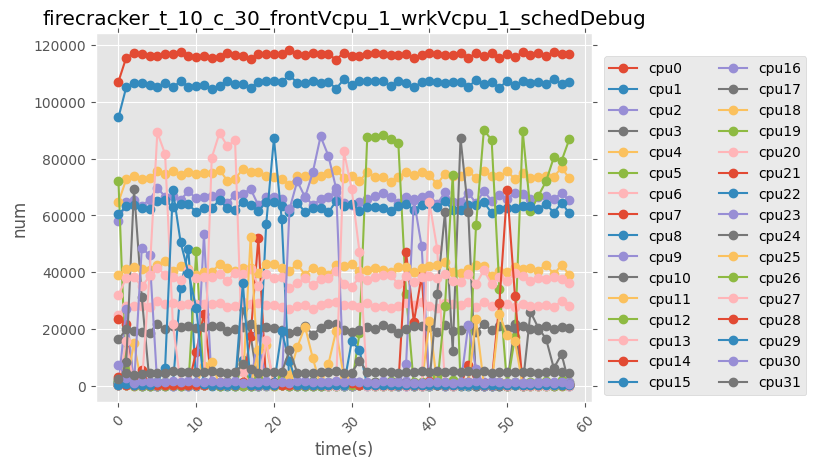 firecracker_t_10_c_30_frontVcpu_1_wrkVcpu_1_schedDebug
120000
100000
80000
60000
40000
20000
0
num
0
10
20
30
40
50
60
time(s)
cpu0
cpu1
cpu2
cpu3
cpu4
cpu5
cpu6
cpu7
cpu8
cpu9
cpu10
cpu11
cpu12
cpu13
cpu14
cpu15
cpu16
cpu17
cpu18
cpu19
cpu20
cpu21
cpu22
cpu23
cpu24
cpu25
cpu26
cpu27
cpu28
cpu29
cpu30
cpu31